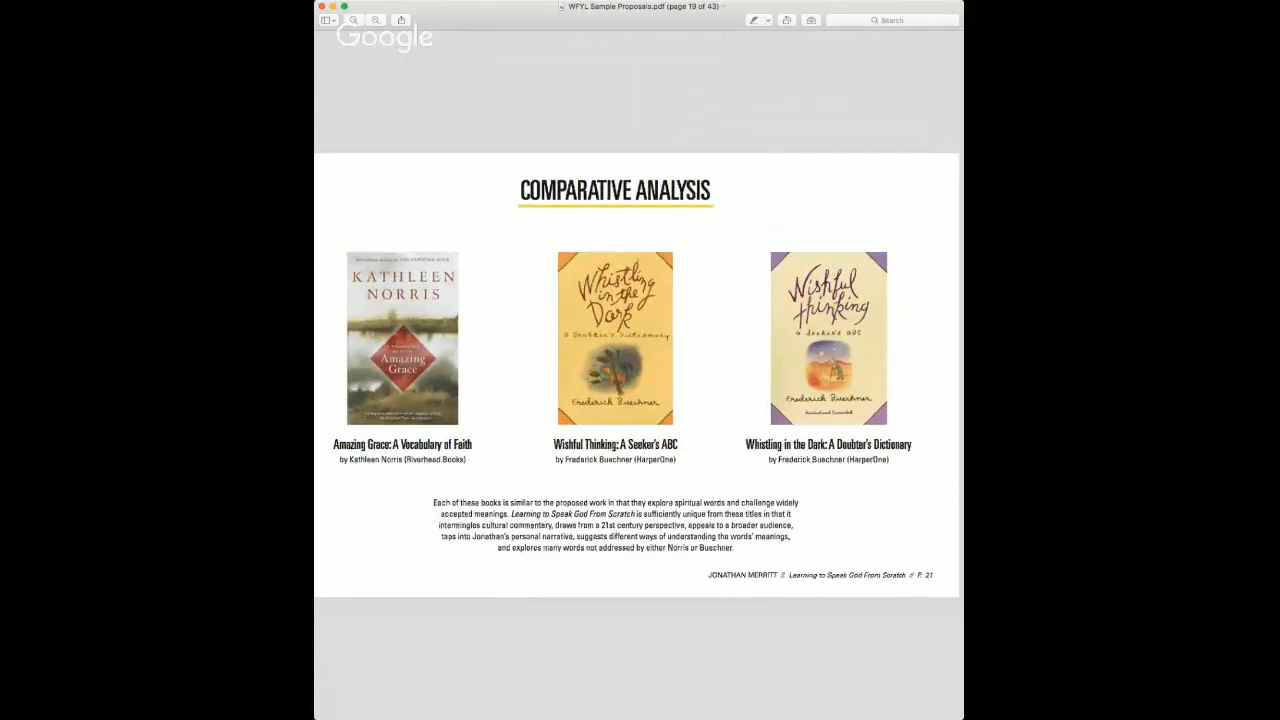 WFYL Sample Proposals.pdf (page 19 of 43)
Search
Google
COMPARATIVE ANALYSIS
KATHLEEN
NORRIS
Amazing
Grace
Whistling
in the
Dark
A Doubter's Dictionary
Frederick Buechner
Wishful
Thinking
A Seeker's ABC
Frederick Buechner
Revised and Expanded
Amazing Grace: A Vocabulary of Faith
by Kathleen Norris (Riverhead Books)
Wishful Thinking: A Seeker's ABC
by Frederick Buechner (HarperOne)
Whistling in the Dark: A Doubter's Dictionary
by Frederick Buechner (HarperOne)
Each of these books is similar to the proposed work in that they explore spiritual words and challenge widely
accepted meanings. Learning to Speak God From Scratch is sufficiently unique from these titles in that it
intermingles cultural commentary, draws from a 21st century perspective, appeals to a broader audience,
taps into Jonathan's personal narrative, suggests different ways of understanding the words' meanings,
and explores many words not addressed by either Norris or Buechner.
JONATHAN MERRITT // Learning to Speak God From Scratch // P. 21